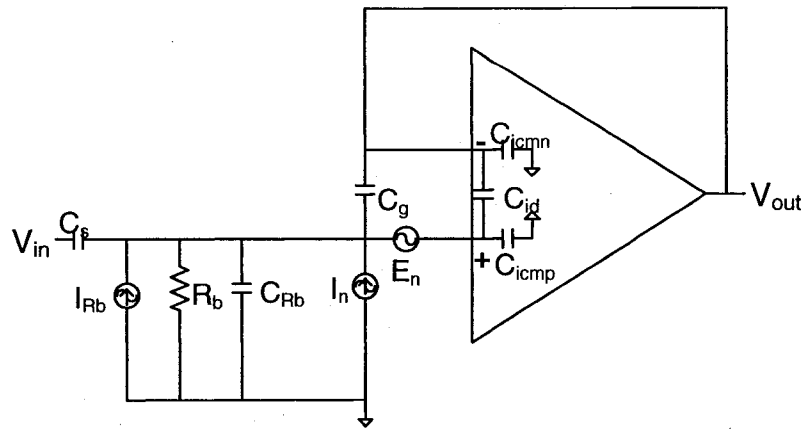 - C_icmn
C_g
C_id
V_out
C_s
V_in
+ C_icmp
E_n
I_n
I_Rb
R_b
C_Rb